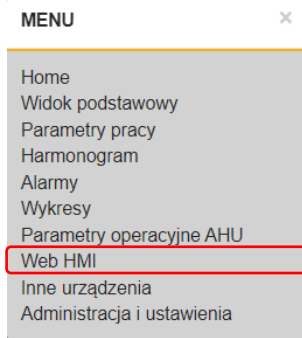 MENU ×
Home
Widok podstawowy
Parametry pracy
Harmonogram
Alarmy
Wykresy
Parametry operacyjne AHU
Web HMI
Inne urządzenia
Administracja i ustawienia